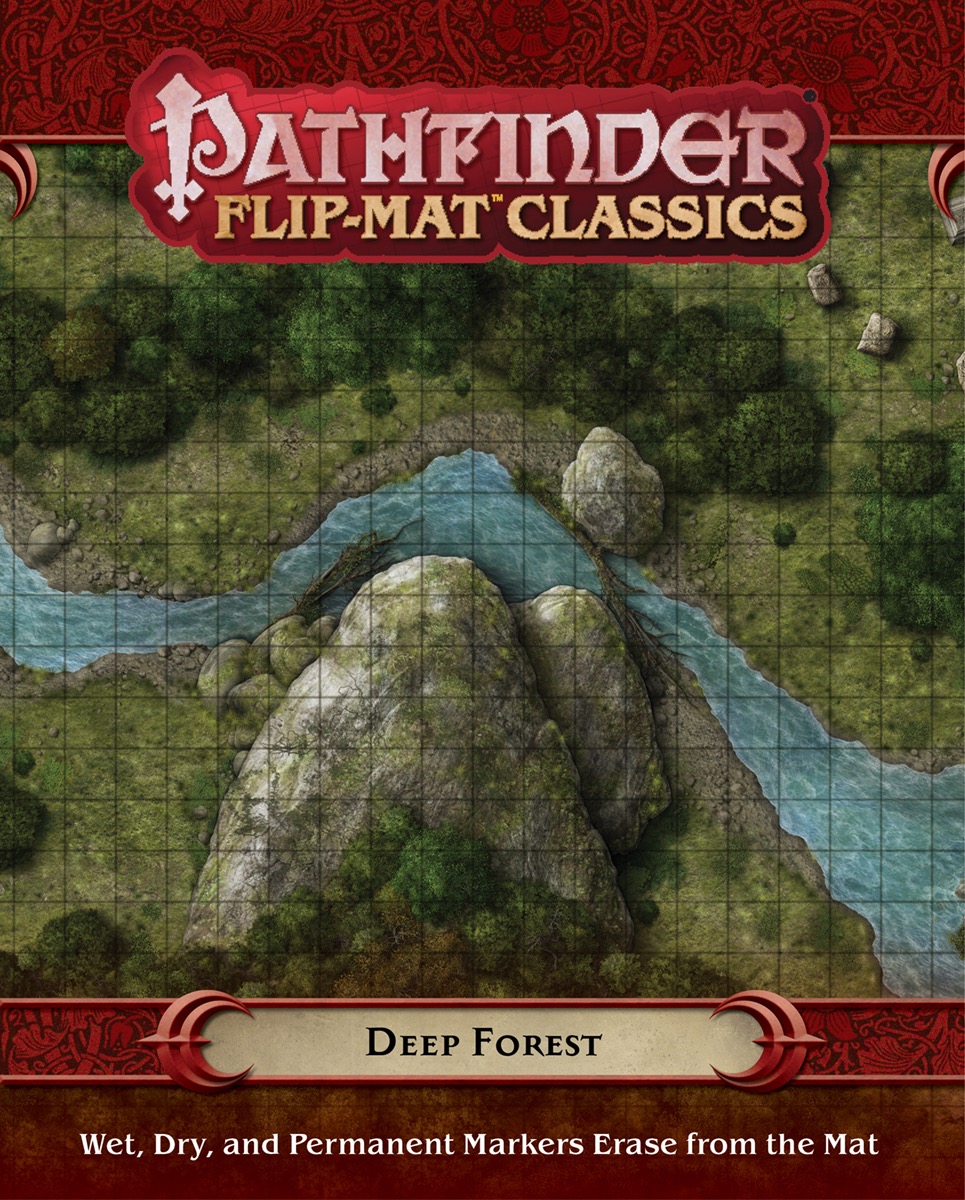 PATHFINDER®
FLIP-MAT™ CLASSICS
DEEP FOREST
Wet, Dry, and Permanent Markers Erase from the Mat